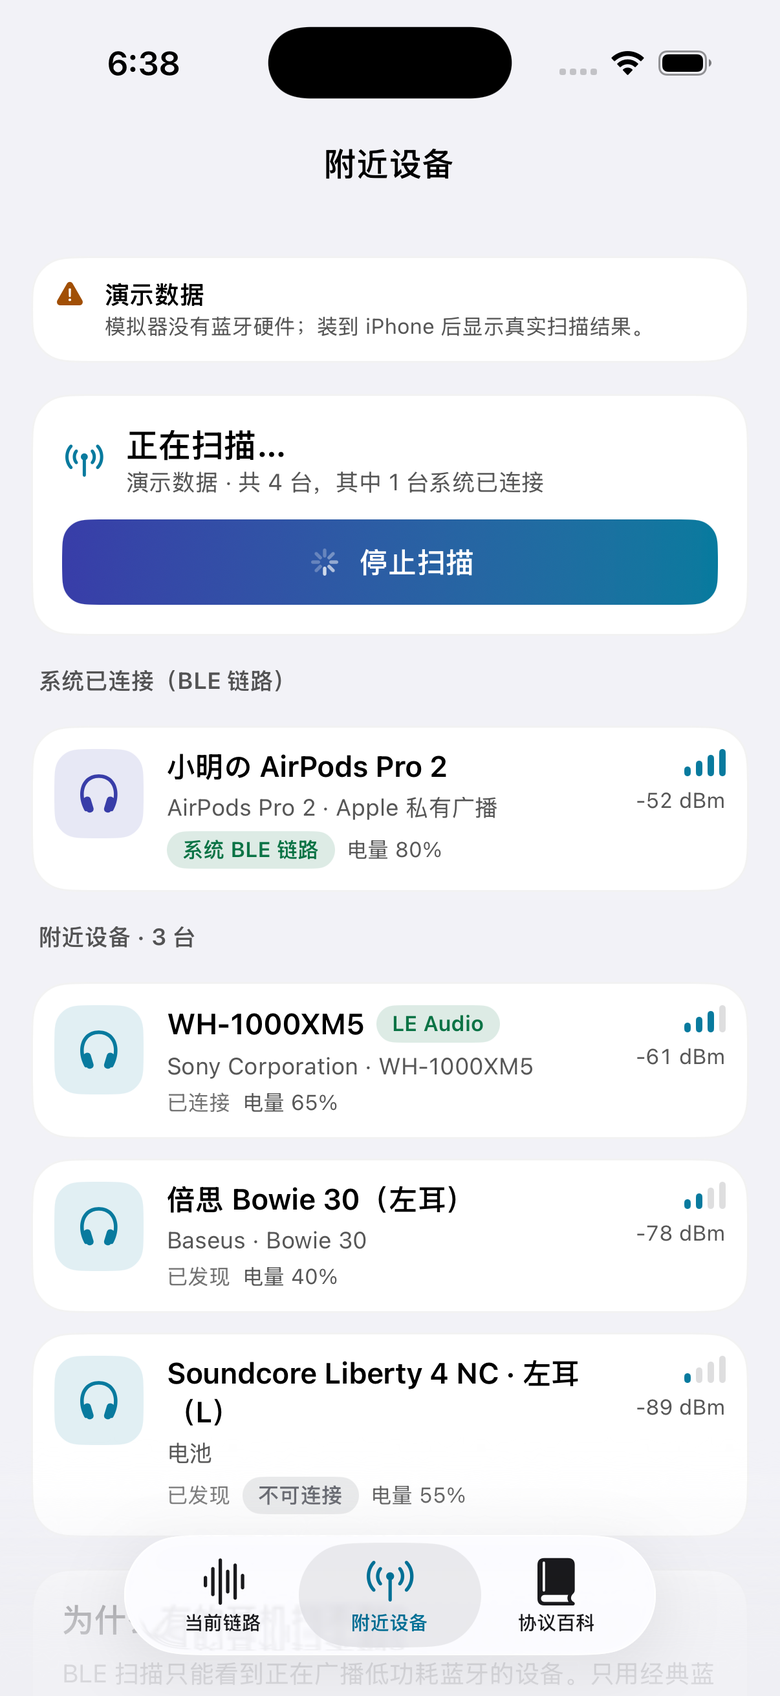 6:38
附近设备
演示数据
模拟器没有蓝牙硬件；装到 iPhone 后显示真实扫描结果。
正在扫描...
演示数据 · 共 4 台，其中 1 台系统已连接
停止扫描
系统已连接（BLE 链路）
小明の AirPods Pro 2
-52 dBm
AirPods Pro 2 · Apple 私有广播
系统 BLE 链路 电量 80%
附近设备 · 3 台
WH-1000XM5 LE Audio
-61 dBm
Sony Corporation · WH-1000XM5
已连接 电量 65%
倍思 Bowie 30（左耳）
-78 dBm
Baseus · Bowie 30
已发现 电量 40%
Soundcore Liberty 4 NC · 左耳
（L）
-89 dBm
电池
已发现 不可连接 电量 55%
为什
当前链路 附近设备 协议百科
BLE 扫描只能看到正在广播低功耗蓝牙的设备。只用经典蓝